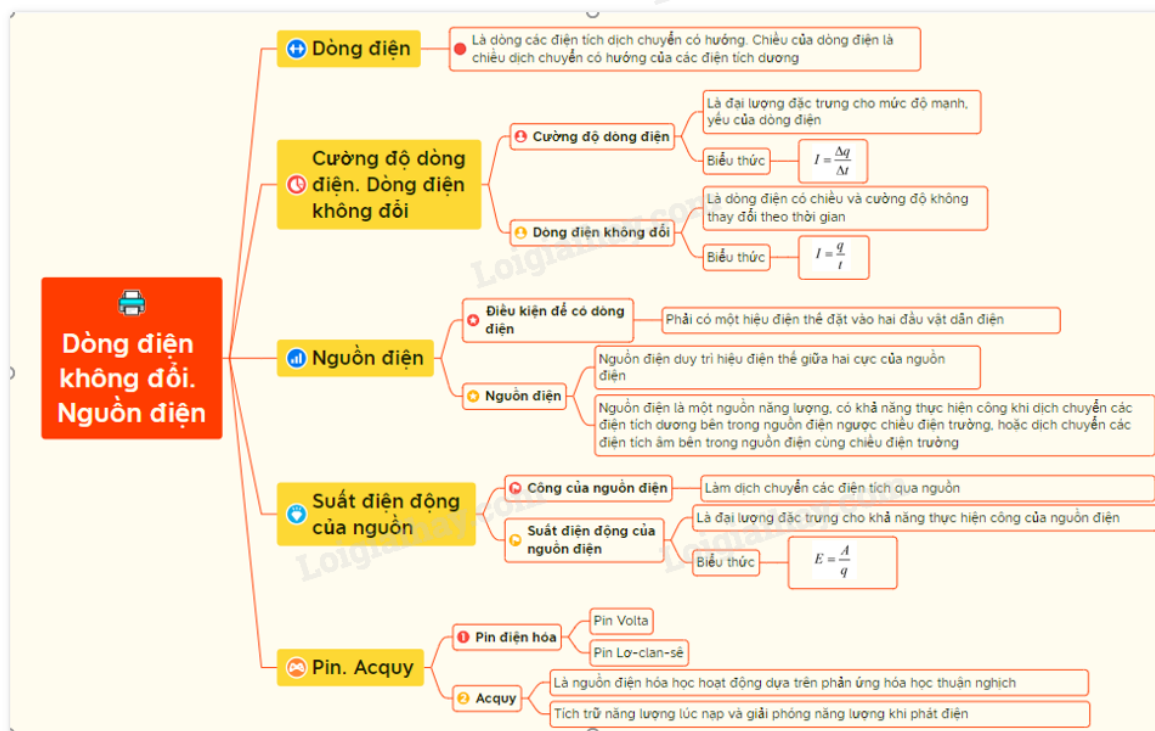 Dòng điện
không đổi.
Nguồn điện
Dòng điện
Là dòng các điện tích dịch chuyển có hướng. Chiều của dòng điện là
chiều dịch chuyển có hướng của các điện tích dương
Cường độ dòng
điện. Dòng điện
không đổi
Cường độ dòng điện
Là đại lượng đặc trưng cho mức độ mạnh,
yếu của dòng điện
Biểu thức
I = Δq/Δt
Dòng điện không đổi
Là dòng điện có chiều và cường độ không
thay đổi theo thời gian
Biểu thức
I = q/t
Nguồn điện
Điều kiện để có dòng
điện
Phải có một hiệu điện thế đặt vào hai đầu vật dẫn điện
Nguồn điện
Nguồn điện duy trì hiệu điện thế giữa hai cực của nguồn
điện
Nguồn điện là một nguồn năng lượng, có khả năng thực hiện công khi dịch chuyển các
điện tích dương bên trong nguồn điện ngược chiều điện trường, hoặc dịch chuyển các
điện tích âm bên trong nguồn điện cùng chiều điện trường
Suất điện động
của nguồn
Công của nguồn điện
Làm dịch chuyển các điện tích qua nguồn
Suất điện động của
nguồn điện
Là đại lượng đặc trưng cho khả năng thực hiện công của nguồn điện
Biểu thức
E = A/q
Pin. Acquy
1 Pin điện hóa
Pin Volta
Pin Lơ-clan-sê
2 Acquy
Là nguồn điện hóa học hoạt động dựa trên phản ứng hóa học thuận nghịch
Tích trữ năng lượng lúc nạp và giải phóng năng lượng khi phát điện
Loigiaihay.com
Loigiaihay.com
Loigiaihay.com